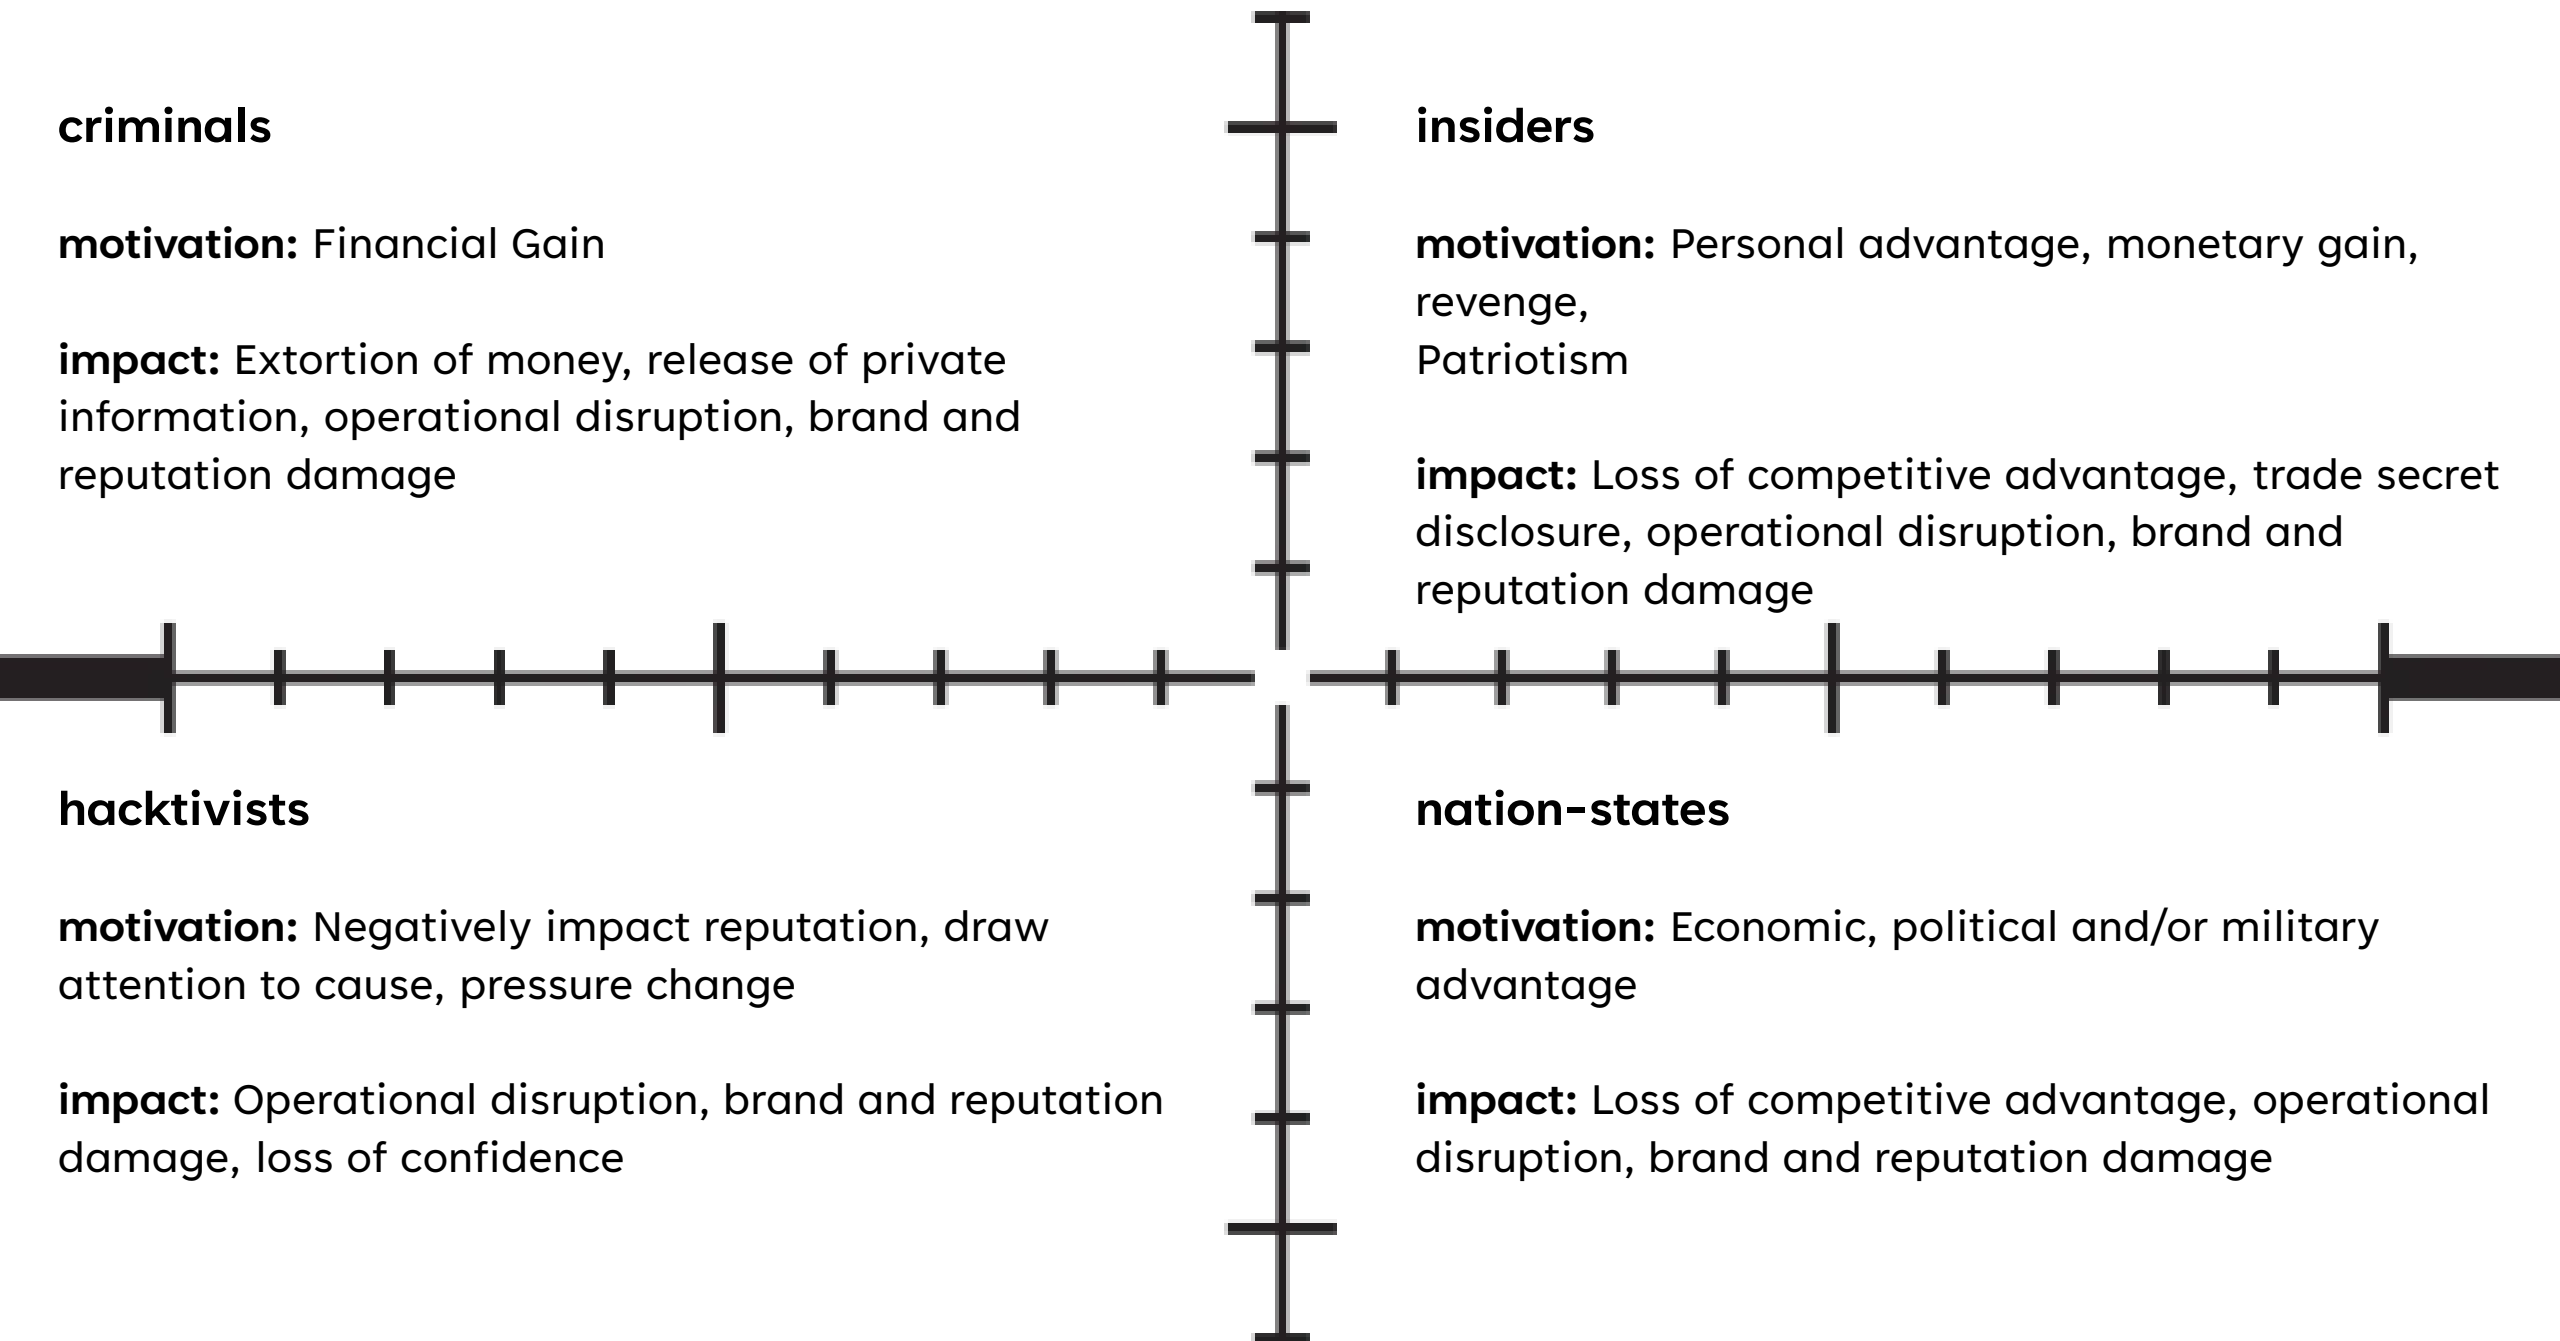 criminals
motivation: Financial Gain
impact: Extortion of money, release of private
information, operational disruption, brand and
reputation damage
insiders
motivation: Personal advantage, monetary gain,
revenge,
Patriotism
impact: Loss of competitive advantage, trade secret
disclosure, operational disruption, brand and
reputation damage
hacktivists
motivation: Negatively impact reputation, draw
attention to cause, pressure change
impact: Operational disruption, brand and reputation
damage, loss of confidence
nation-states
motivation: Economic, political and/or military
advantage
impact: Loss of competitive advantage, operational
disruption, brand and reputation damage